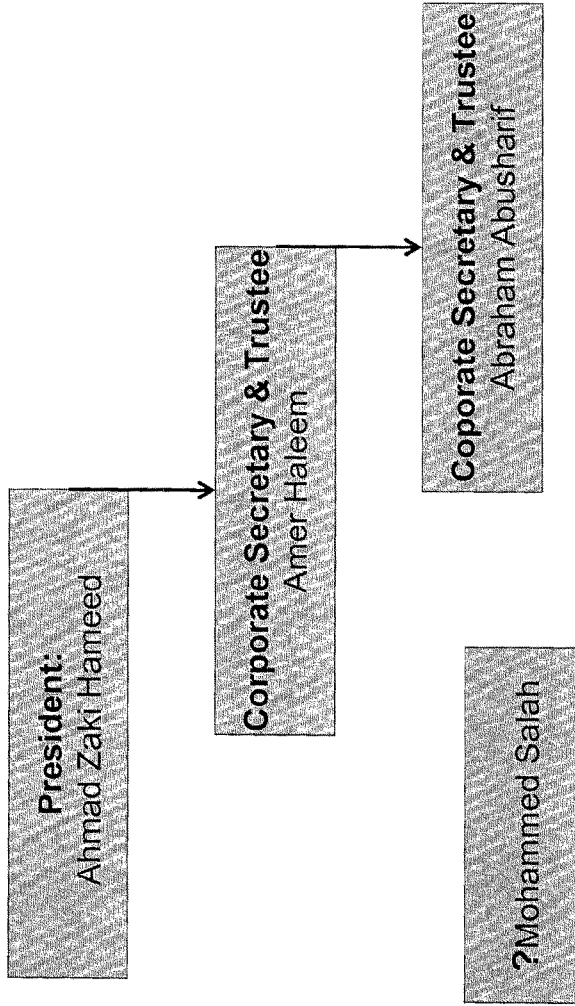 President:
Ahmad Zaki Hameed
Corporate Secretary & Trustee
Amer Haleem
Coporate Secretary & Trustee
Abraham Abusharif
?Mohammed Salah